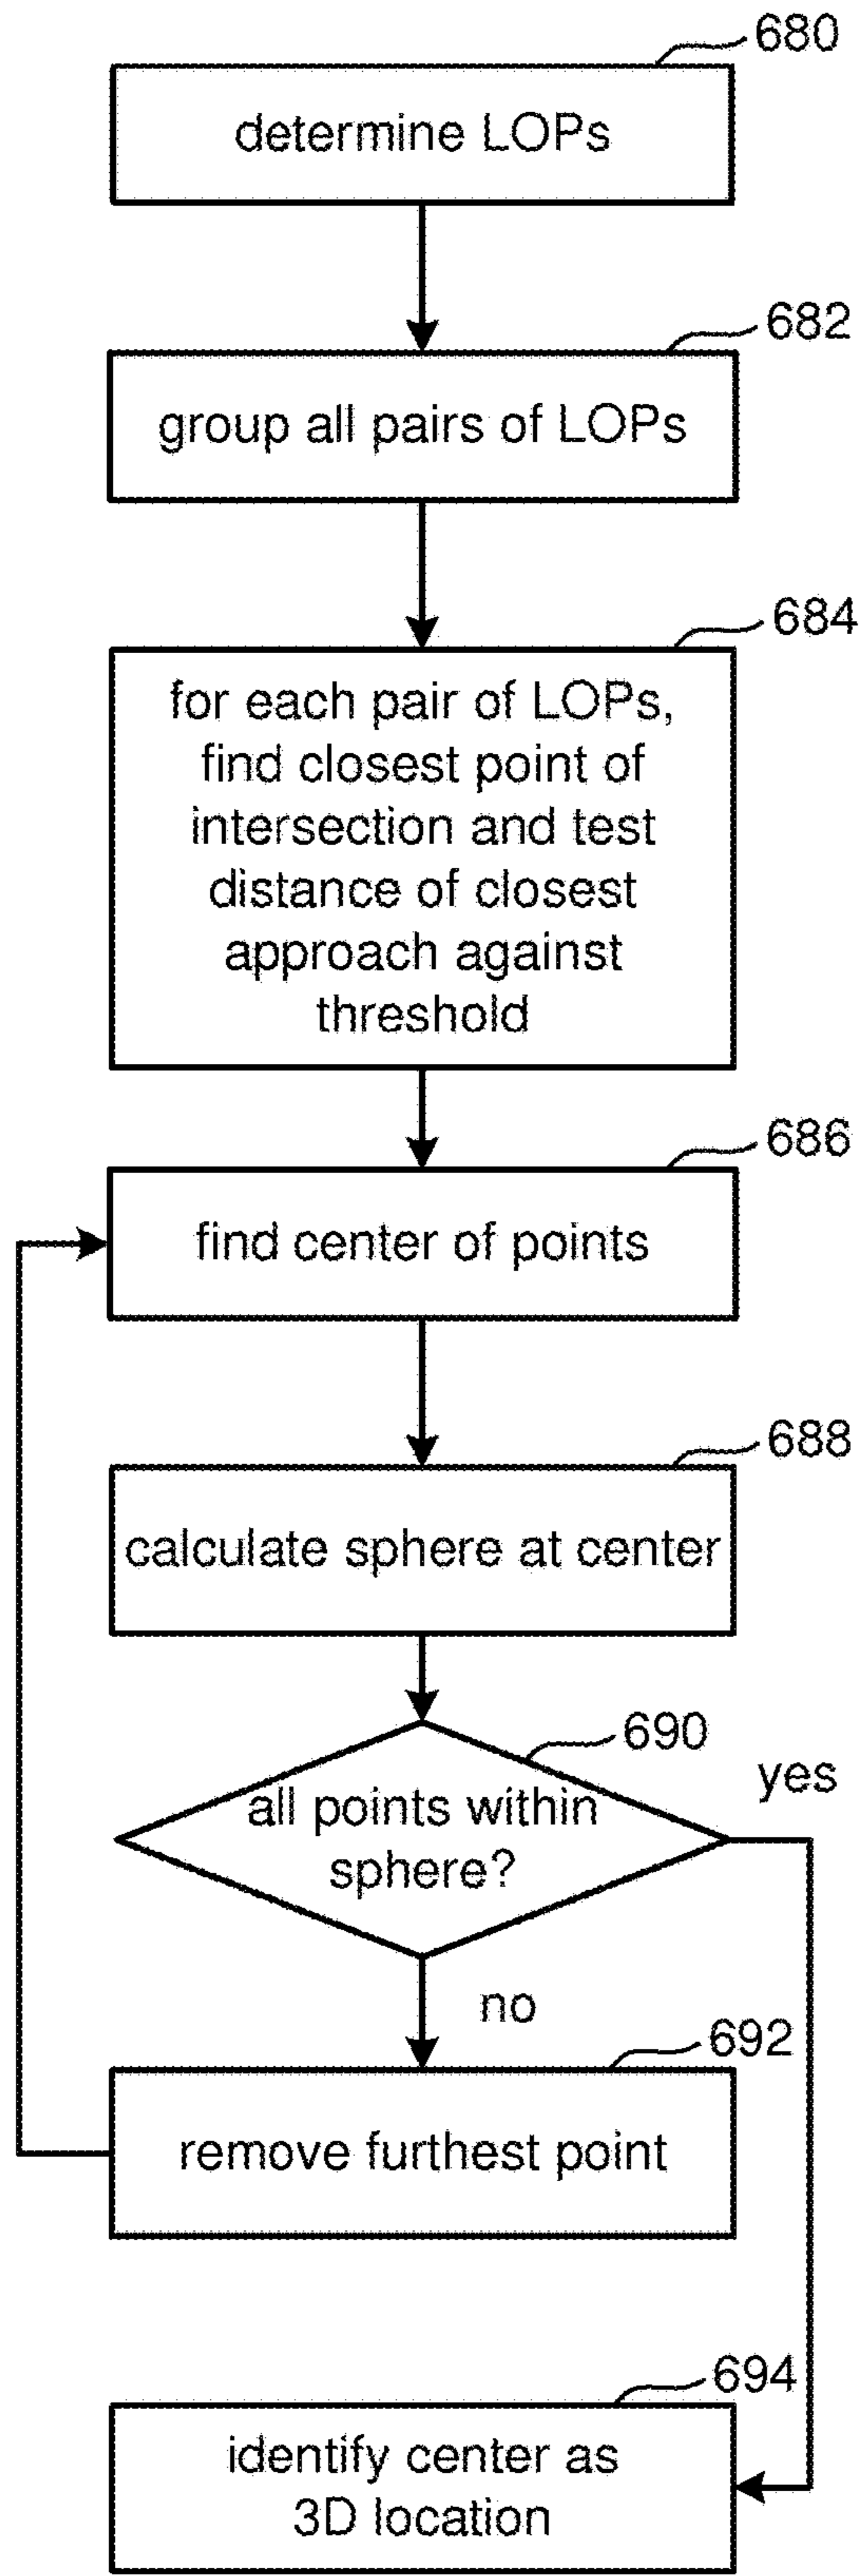 680
determine LOPs
682
group all pairs of LOPs
684
for each pair of LOPs,
find closest point of
intersection and test
distance of closest
approach against
threshold
686
find center of points
688
calculate sphere at center
690
yes
all points within
sphere?
no
692
remove furthest point
694
identify center as
3D location